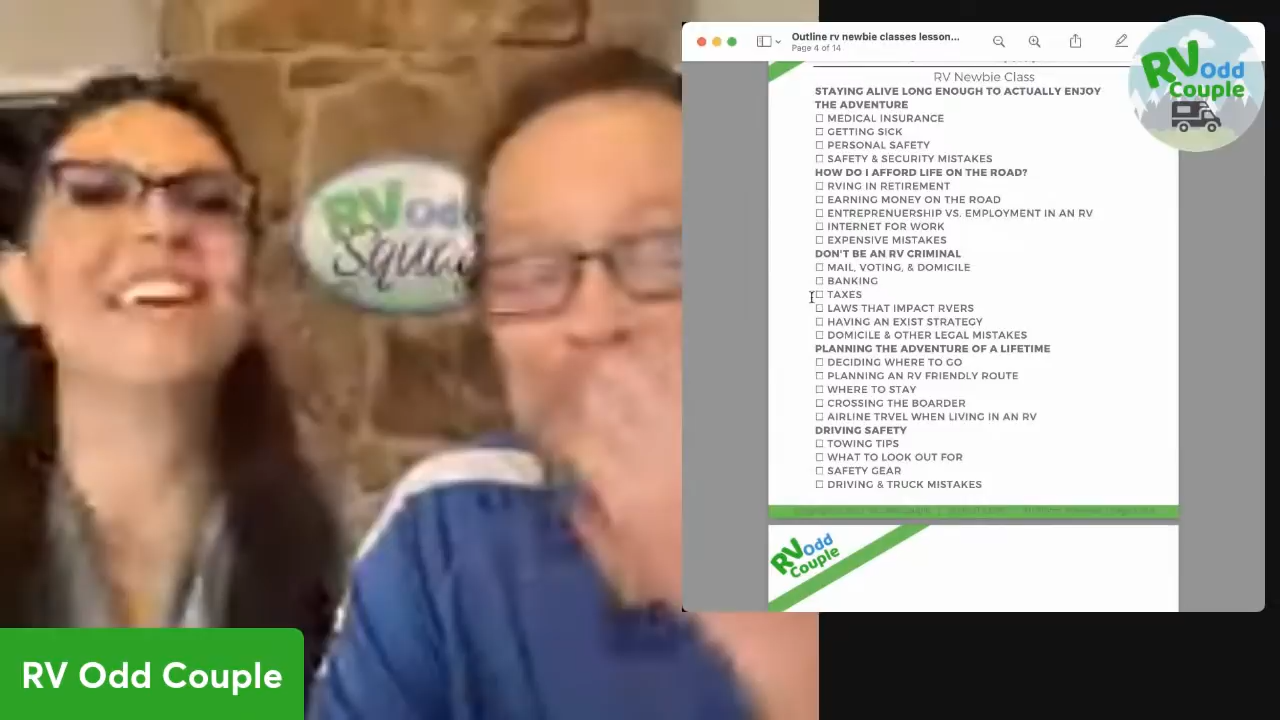 Outline rv newbie classes lesson...
Page 4 of 14
RV Odd
Couple
RV Newbie Class
STAYING ALIVE LONG ENOUGH TO ACTUALLY ENJOY
THE ADVENTURE
☐ MEDICAL INSURANCE
☐ GETTING SICK
☐ PERSONAL SAFETY
☐ SAFETY & SECURITY MISTAKES
HOW DO I AFFORD LIFE ON THE ROAD?
☐ RVING IN RETIREMENT
☐ EARNING MONEY ON THE ROAD
☐ ENTREPRENUERSHIP VS. EMPLOYMENT IN AN RV
☐ INTERNET FOR WORK
☐ EXPENSIVE MISTAKES
DON'T BE AN RV CRIMINAL
☐ MAIL, VOTING, & DOMICILE
☐ BANKING
☐ TAXES
☐ LAWS THAT IMPACT RVERS
☐ HAVING AN EXIST STRATEGY
☐ DOMICILE & OTHER LEGAL MISTAKES
PLANNING THE ADVENTURE OF A LIFETIME
☐ DECIDING WHERE TO GO
☐ PLANNING AN RV FRIENDLY ROUTE
☐ WHERE TO STAY
☐ CROSSING THE BOARDER
☐ AIRLINE TRVEL WHEN LIVING IN AN RV
DRIVING SAFETY
☐ TOWING TIPS
☐ WHAT TO LOOK OUT FOR
☐ SAFETY GEAR
☐ DRIVING & TRUCK MISTAKES
RV Odd
Couple
RV Odd
RV Odd Couple